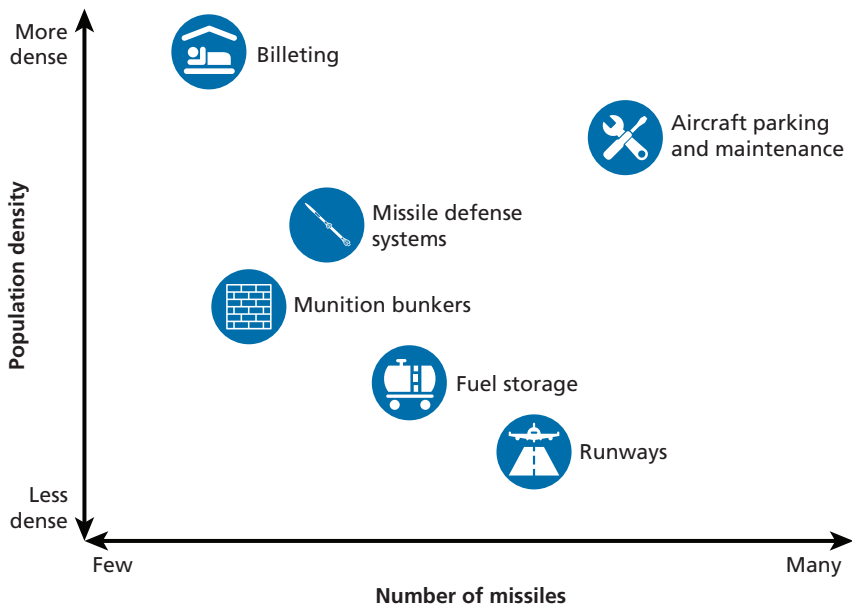 More
dense
Billeting
Aircraft parking
and maintenance
Missile defense
systems
Munition bunkers
Fuel storage
Runways
Population density
Less
dense
Few
Many
Number of missiles